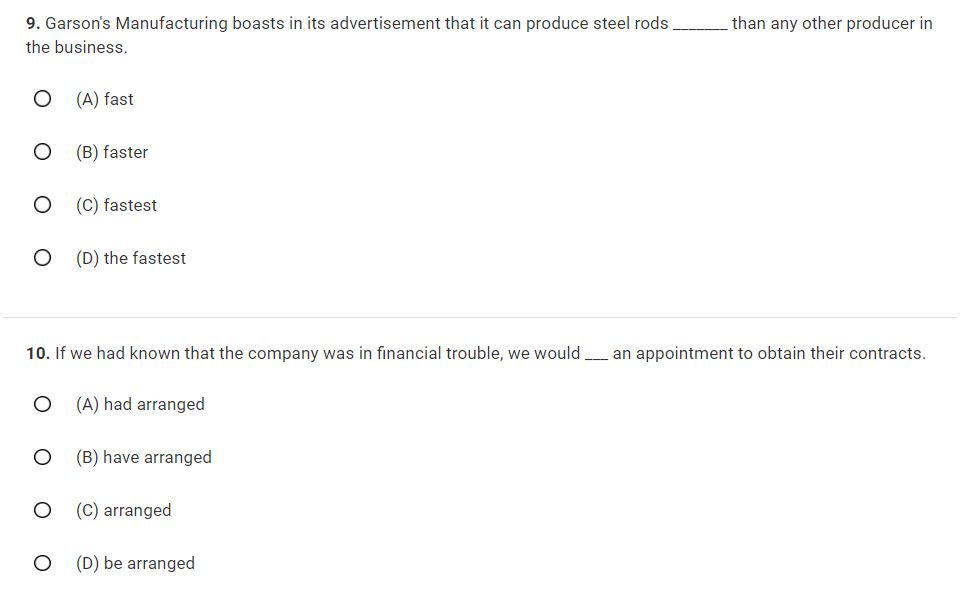 9. Garson's Manufacturing boasts in its advertisement that it can produce steel rods _______ than any other producer in
the business.
(A) fast
(B) faster
(C) fastest
(D) the fastest
10. If we had known that the company was in financial trouble, we would ___ an appointment to obtain their contracts.
(A) had arranged
(B) have arranged
(C) arranged
(D) be arranged